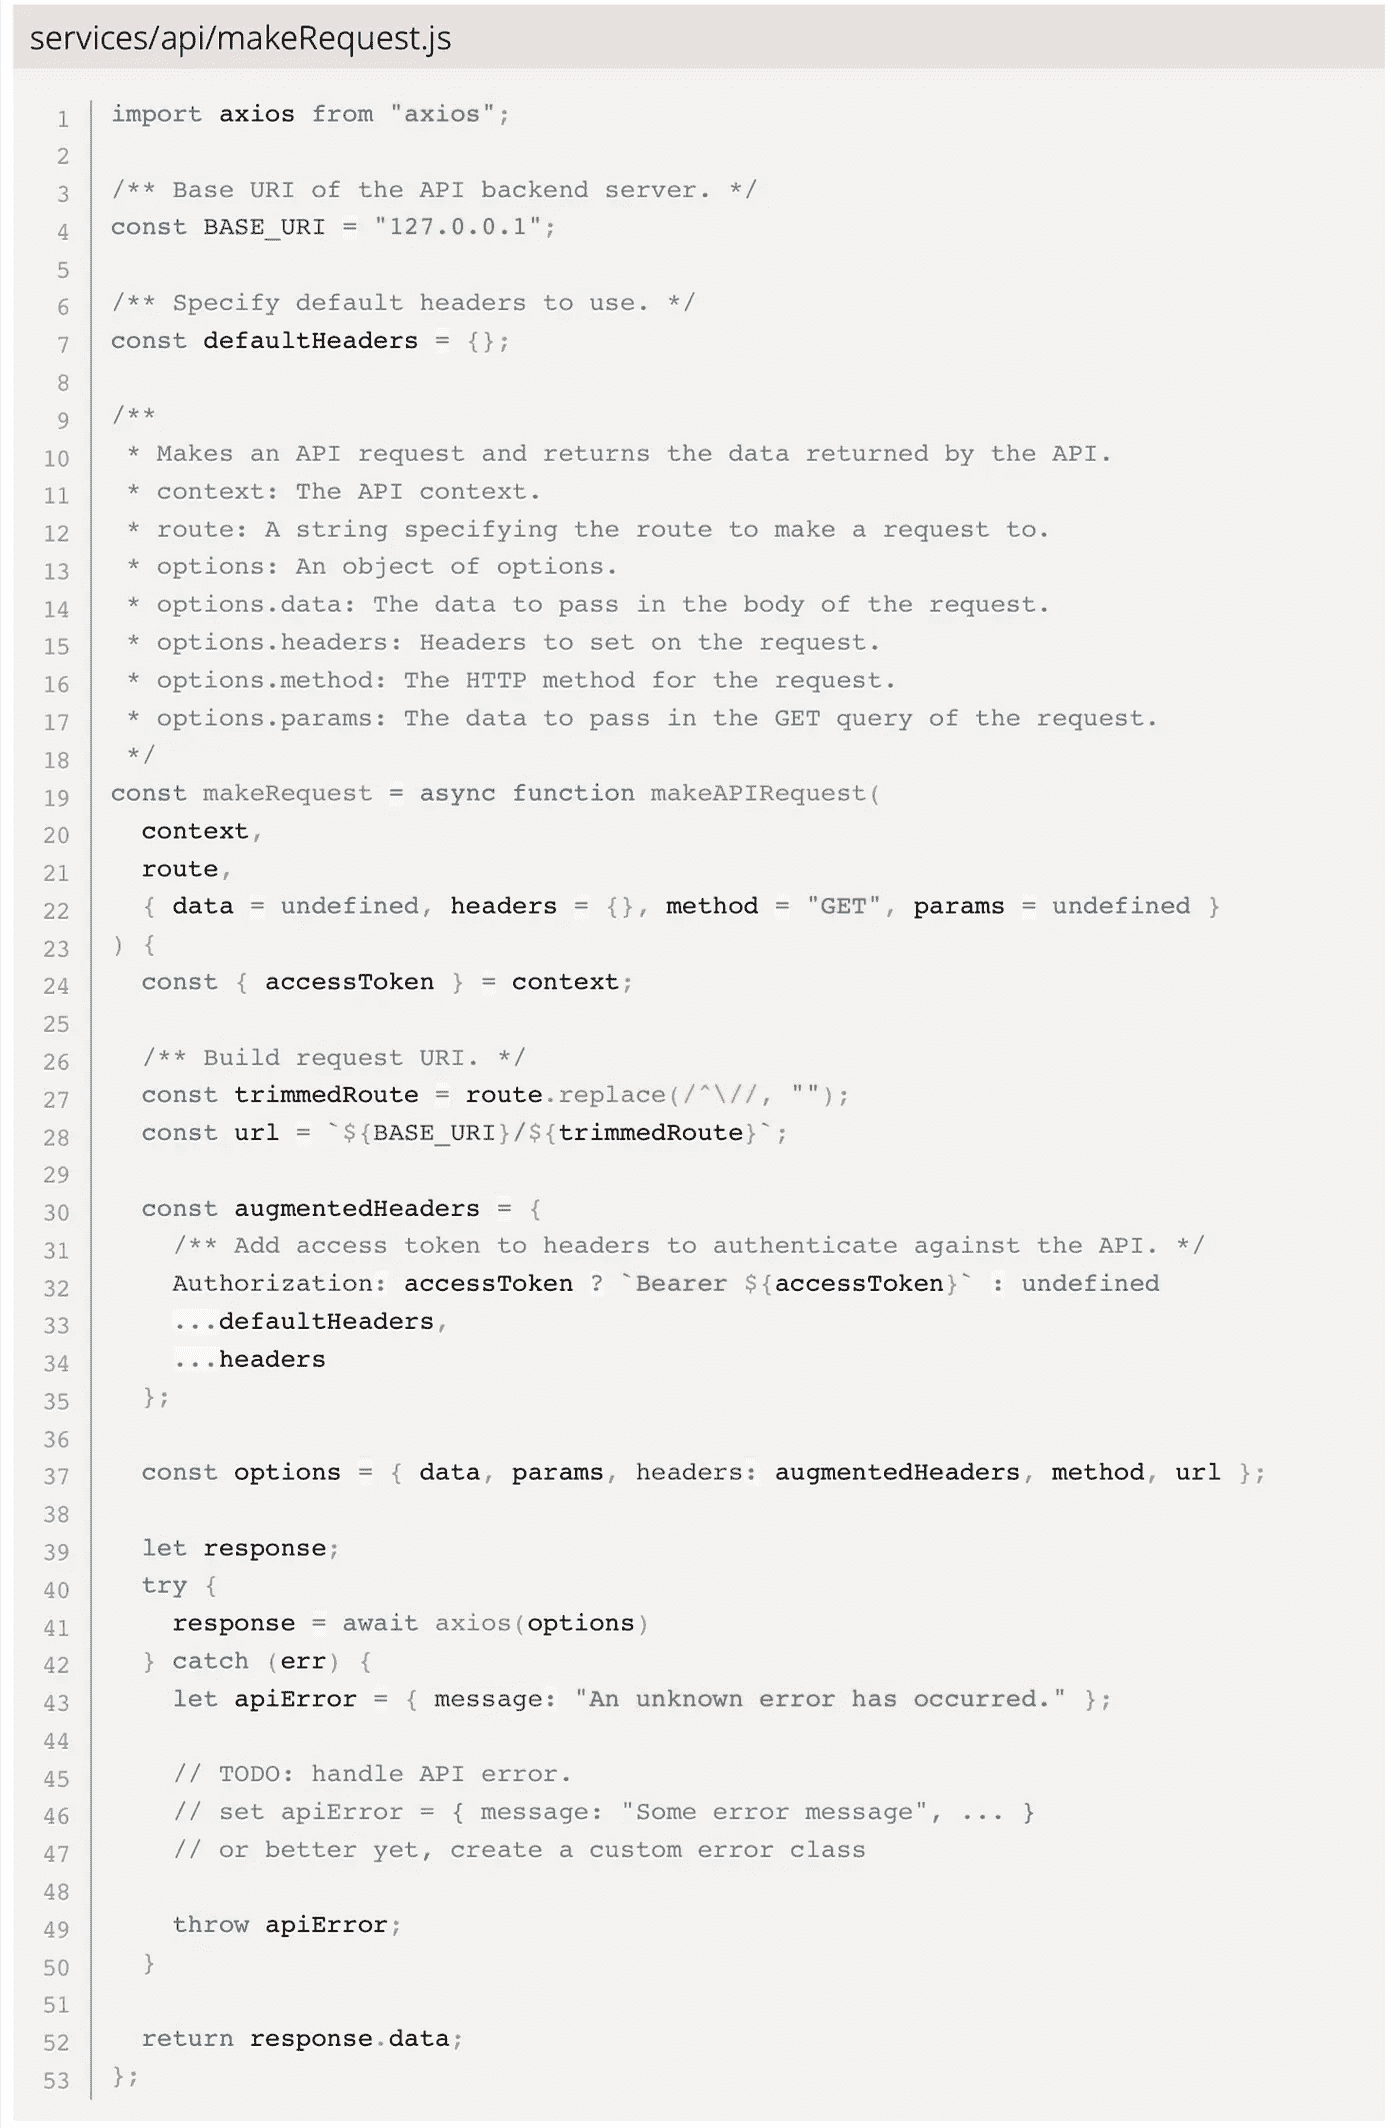 services/api/makeRequest.js
1 import axios from "axios";
2
3 /** Base URI of the API backend server. */
4 const BASE_URI = "127.0.0.1";
5
6 /** Specify default headers to use. */
7 const defaultHeaders = {};
8
9 /**
10  * Makes an API request and returns the data returned by the API.
11  * context: The API context.
12  * route: A string specifying the route to make a request to.
13  * options: An object of options.
14  * options.data: The data to pass in the body of the request.
15  * options.headers: Headers to set on the request.
16  * options.method: The HTTP method for the request.
17  * options.params: The data to pass in the GET query of the request.
18  */
19 const makeRequest = async function makeAPIRequest(
20   context,
21   route,
22   { data = undefined, headers = {}, method = "GET", params = undefined }
23 ) {
24   const { accessToken } = context;
25
26   /** Build request URI. */
27   const trimmedRoute = route.replace(/^\//, "");
28   const url = `${BASE_URI}/${trimmedRoute}`;
29
30   const augmentedHeaders = {
31     /** Add access token to headers to authenticate against the API. */
32     Authorization: accessToken ? `Bearer ${accessToken}` : undefined
33     ...defaultHeaders,
34     ...headers
35   };
36
37   const options = { data, params, headers: augmentedHeaders, method, url };
38
39   let response;
40   try {
41     response = await axios(options)
42   } catch (err) {
43     let apiError = { message: "An unknown error has occurred." };
44
45     // TODO: handle API error.
46     // set apiError = { message: "Some error message", ... }
47     // or better yet, create a custom error class
48
49     throw apiError;
50   }
51
52   return response.data;
53 };